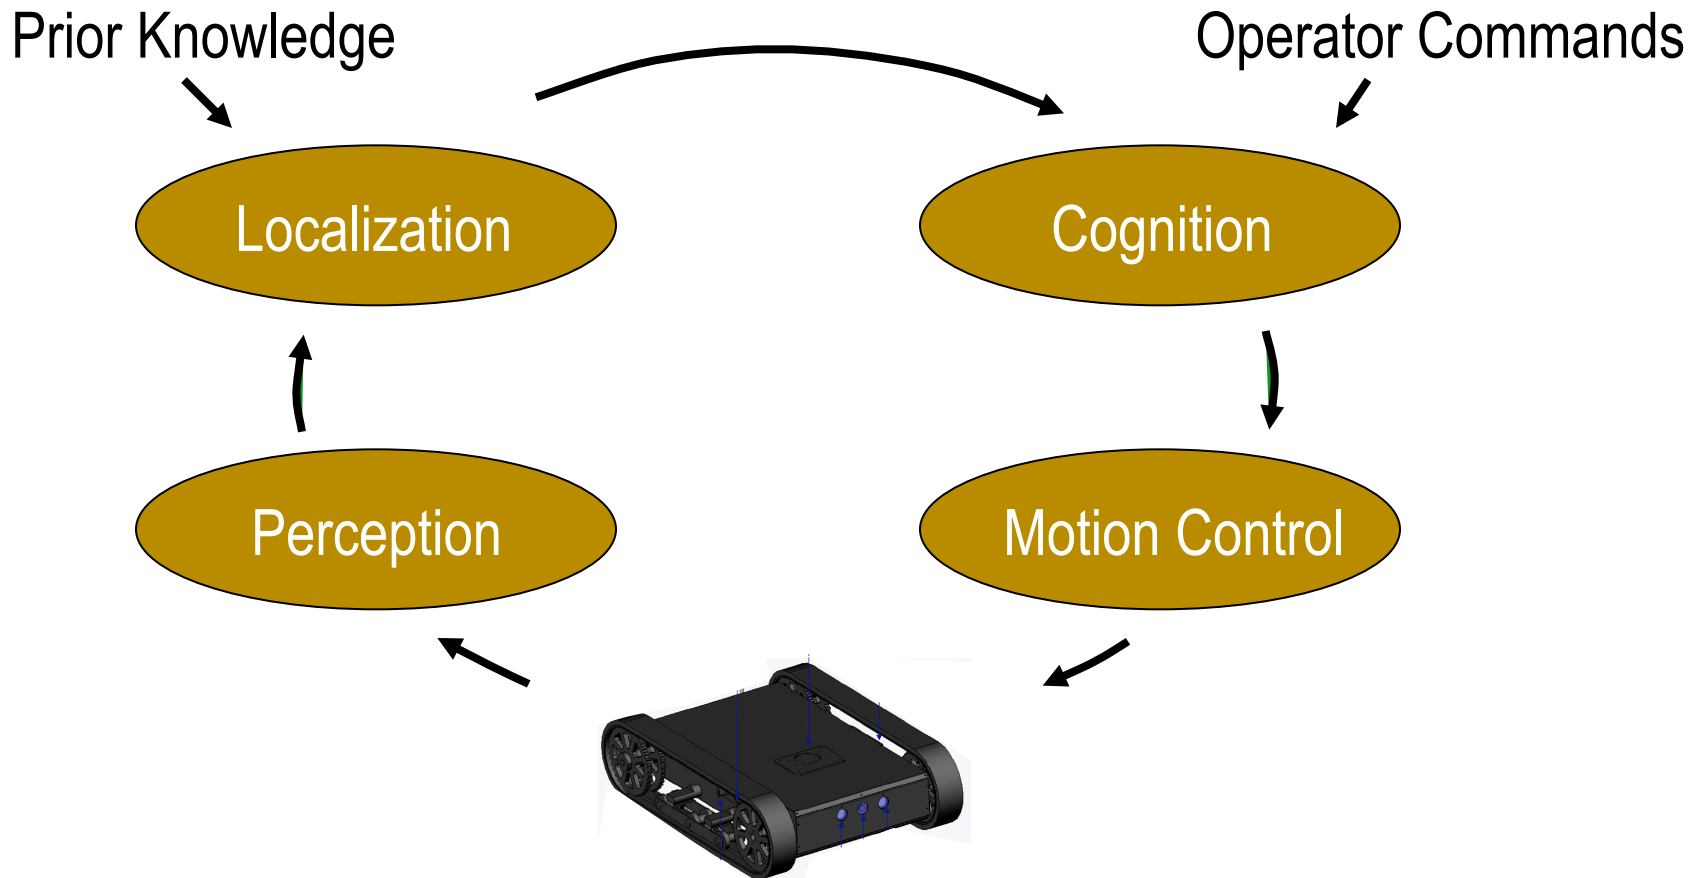 Prior Knowledge
Operator Commands
Localization
Cognition
Perception
Motion Control